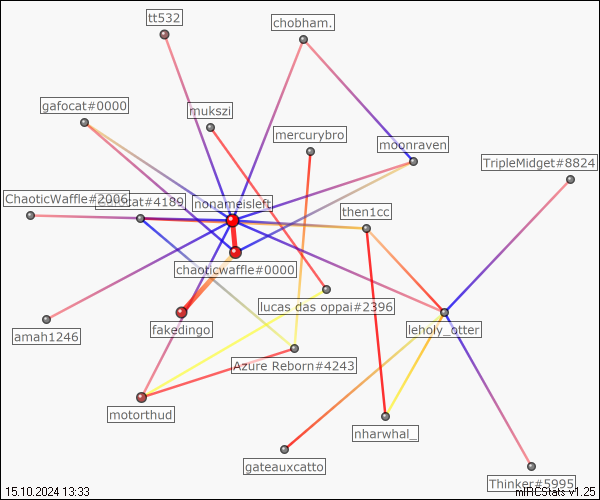 tt532
chobham.
gafocat#0000
mukszi
mercurybro
moonraven
TripleMidget#8824
ChaoticWaffle#2006
cat#4189
nonameisleft
then1cc
chaoticwaffle#0000
lucas das oppai#2396
fakedingo
leholy_otter
amah1246
Azure Reborn#4243
motorthud
nharwhal_
gateauxcatto
Thinker#5995
15.10.2024 13:33
mIRCStats v1.25